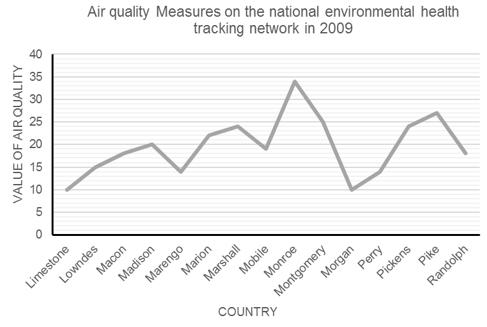 Air quality Measures on the national environmental health
tracking network in 2009
VALUE OF AIR QUALITY
40
35
30
25
20
15
10
5
0
Limestone
Lowndes
Macon
Madison
Marengo
Marion
Marshall
Mobile
Monroe
Montgomery
Morgan
Perry
Pickens
Pike
Randolph
COUNTRY